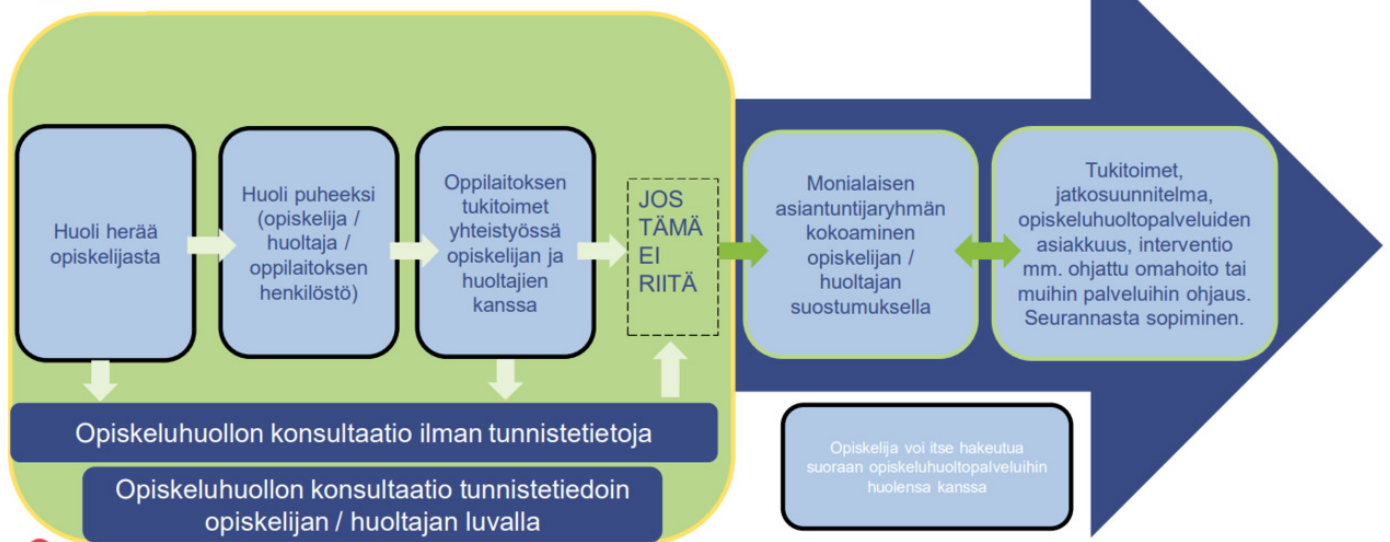 Huoli herää
opiskelijasta
Huoli puheeksi
(opiskelija /
huoltaja /
oppilaitoksen
henkilöstö)
Oppilaitoksen
tukitoimet
yhteistyössä
opiskelijan ja
huoltajien
kanssa
JOS
TÄMÄ
EI
RIITÄ
Monialaisen
asiantuntijaryhmän
kokoaminen
opiskelijan /
huoltajan
suostumuksella
Tukitoimet,
jatkosuunnitelma,
opiskeluhuoltopalveluiden
asiakkuus, interventio
mm. ohjattu omahoito tai
muihin palveluihin ohjaus.
Seurannasta sopiminen.
Opiskeluhuollon konsultaatio ilman tunnistetietoja
Opiskeluhuollon konsultaatio tunnistetiedoin
opiskelijan / huoltajan luvalla
Opiskelija voi itse hakeutua
suoraan opiskeluhuoltopalveluihin
huolensa kanssa